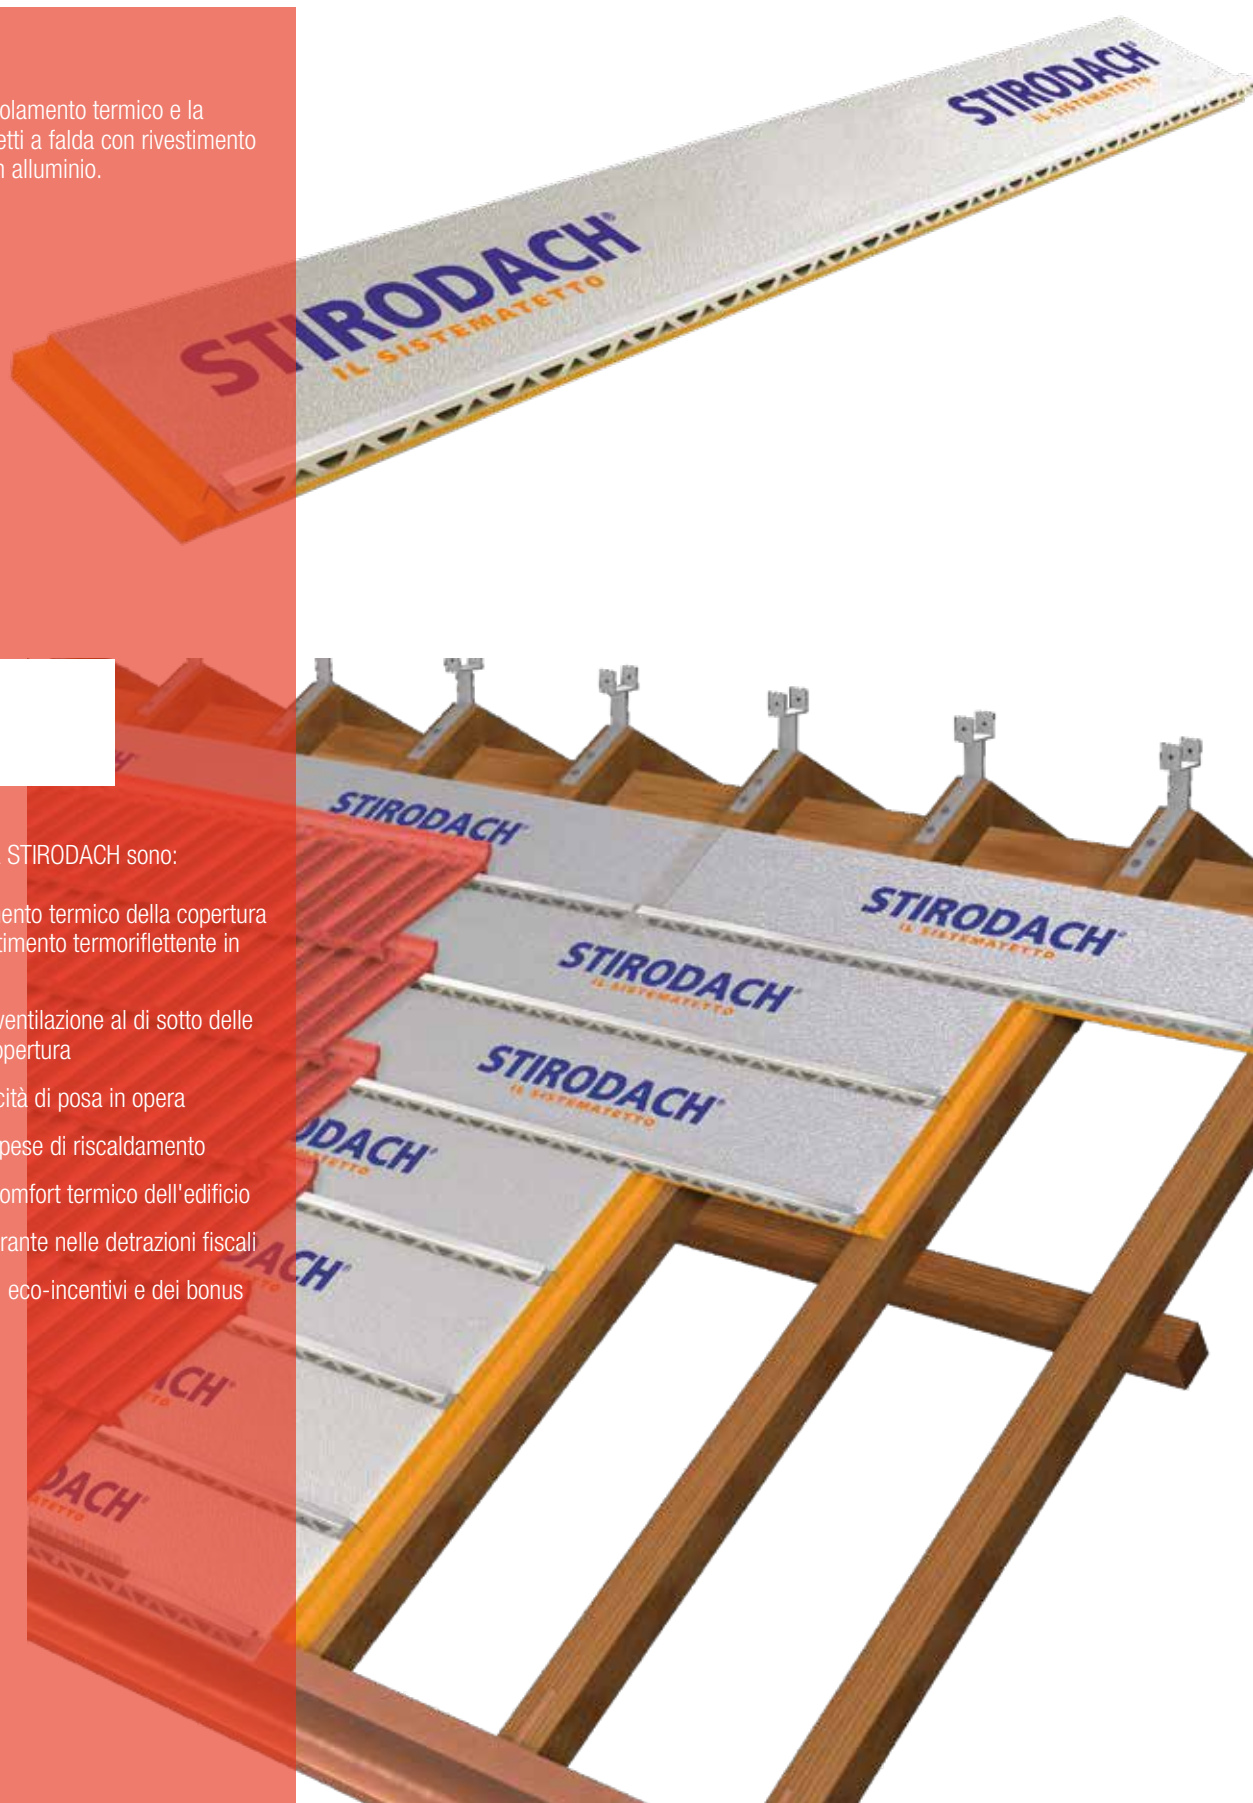 olamento termico e la
etti a falda con rivestimento
alluminio.
STIRODACH®
IL SISTEMATETTO
STIRODACH®
IL SISTEMATETTO
STIRODACH sono:
ento termico della copertura
timento termoriflettente in
ventilazione al di sotto delle
opertura
cità di posa in opera
pese di riscaldamento
omfort termico dell'edificio
rante nelle detrazioni fiscali
eco-incentivi e dei bonus
H
STIRODACH
STIRODACH®
IL SISTEMATETTO
STIRODACH®
IL SISTEMATETTO
STIRODACH®
IL SISTEMATETTO
ODACH®
DACH®
ACH®
TO
DACH®
ATETTO